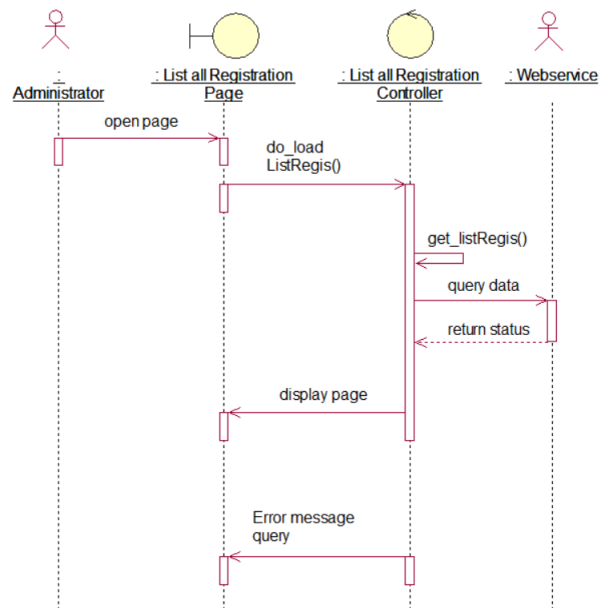 :
Administrator
: List all Registration
Page
: List all Registration
Controller
: Webservice
open page
do_load
ListRegis()
get_listRegis()
query data
return status
display page
Error message
query